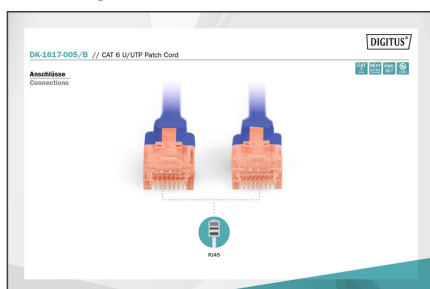 DIGITUS®
DK-1617-005/B // CAT 6 U/UTP Patch Cord
Anschlüsse
Connections
RJ45